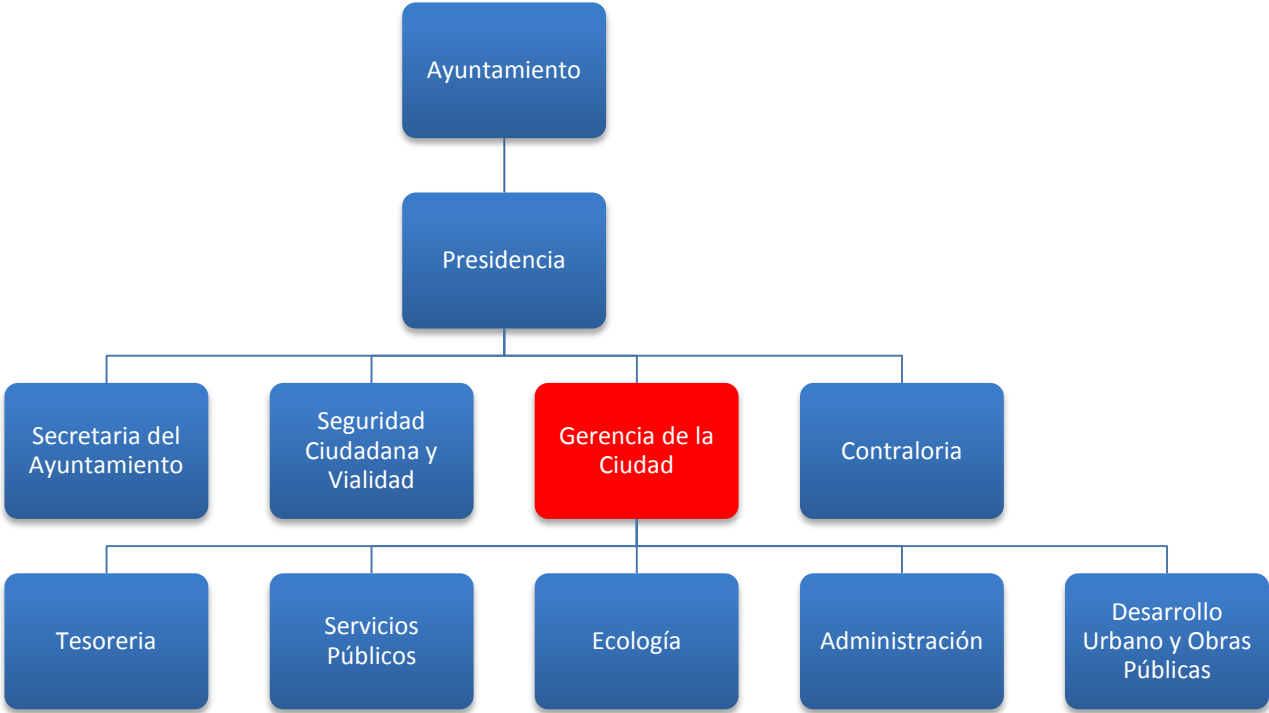 Ayuntamiento
Presidencia
Secretaria del
Ayuntamiento
Seguridad
Ciudadana y
Vialidad
Gerencia de la
Ciudad
Contraloria
Tesoreria
Servicios
Públicos
Ecología
Administración
Desarrollo
Urbano y Obras
Públicas